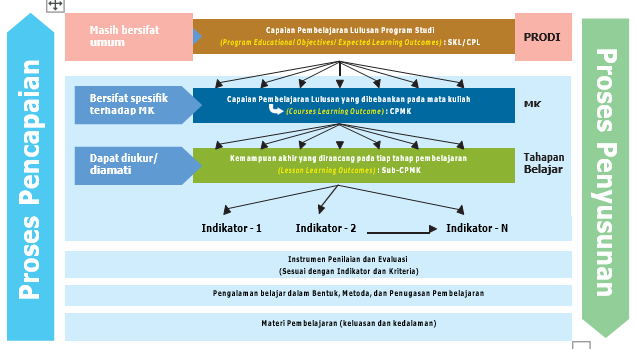 Proses Pencapaian
Masih bersifat
umum
Capaian Pembelajaran Lulusan Program Studi
(Program Educational Objectives/ Expected Learning Outcomes) : SKL/CPL
PRODI
Bersifat spesifik
terhadap MK
Capaian Pembelajaran Lulusan yang dibebankan pada mata kuliah
(Courses Learning Outcome) : CPMK
MK
Dapat diukur/
diamati
Kemampuan akhir yang dirancang pada tiap tahap pembelajaran
(Lesson Learning Outcomes) : Sub-CPMK
Tahapan
Belajar
Indikator - 1
Indikator - 2
Indikator - N
Instrumen Penilaian dan Evaluasi
(Sesuai dengan Indikator dan Kriteria)
Pengalaman belajar dalam Bentuk, Metoda, dan Penugasan Pembelajaran
Materi Pembelajaran (keluasan dan kedalaman)
Proses Penyusunan